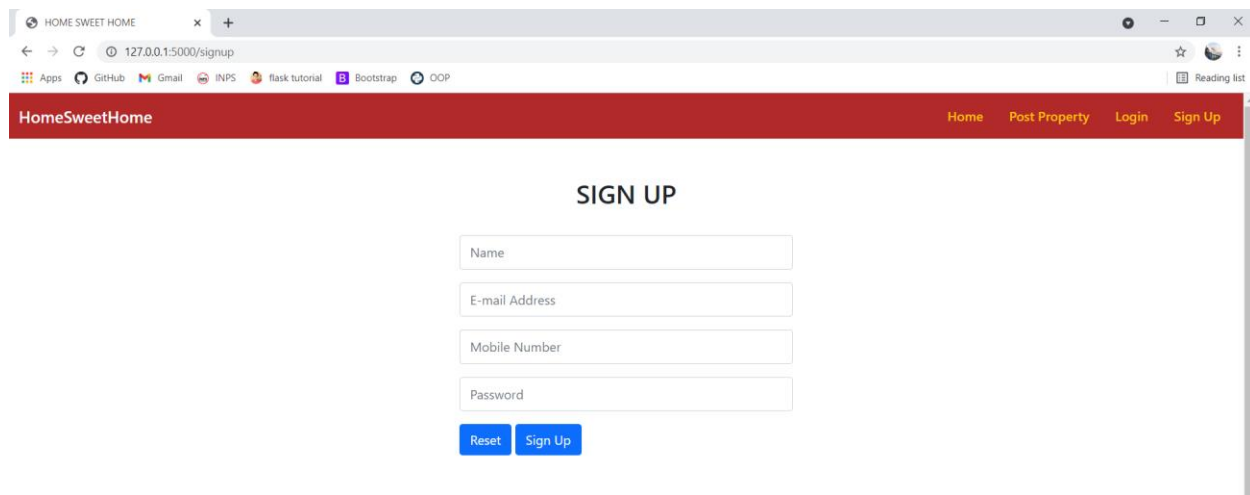 HOME SWEET HOME
127.0.0.1:5000/signup
Apps GitHub Gmail INPS flask tutorial B Bootstrap OOP Reading list
HomeSweetHome Home Post Property Login Sign Up
SIGN UP
Name
E-mail Address
Mobile Number
Password
Reset Sign Up